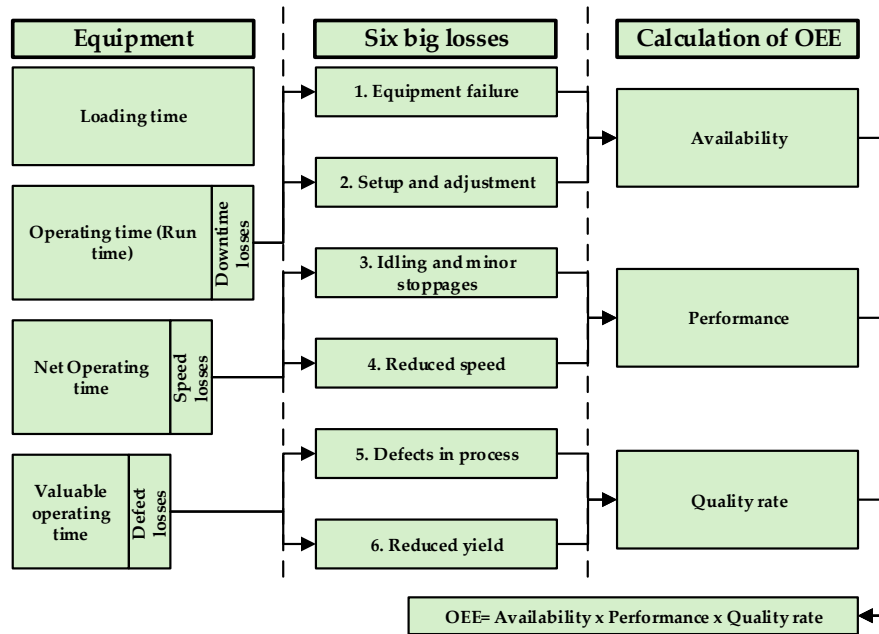 Equipment
Six big losses
Calculation of OEE
Loading time
1. Equipment failure
Availability
2. Setup and adjustment
Operating time (Run
time)
Downtime
losses
3. Idling and minor
stoppages
Performance
Net Operating
time
Speed
losses
4. Reduced speed
5. Defects in process
Valuable
operating
time
Defect
losses
Quality rate
6. Reduced yield
OEE= Availability x Performance x Quality rate